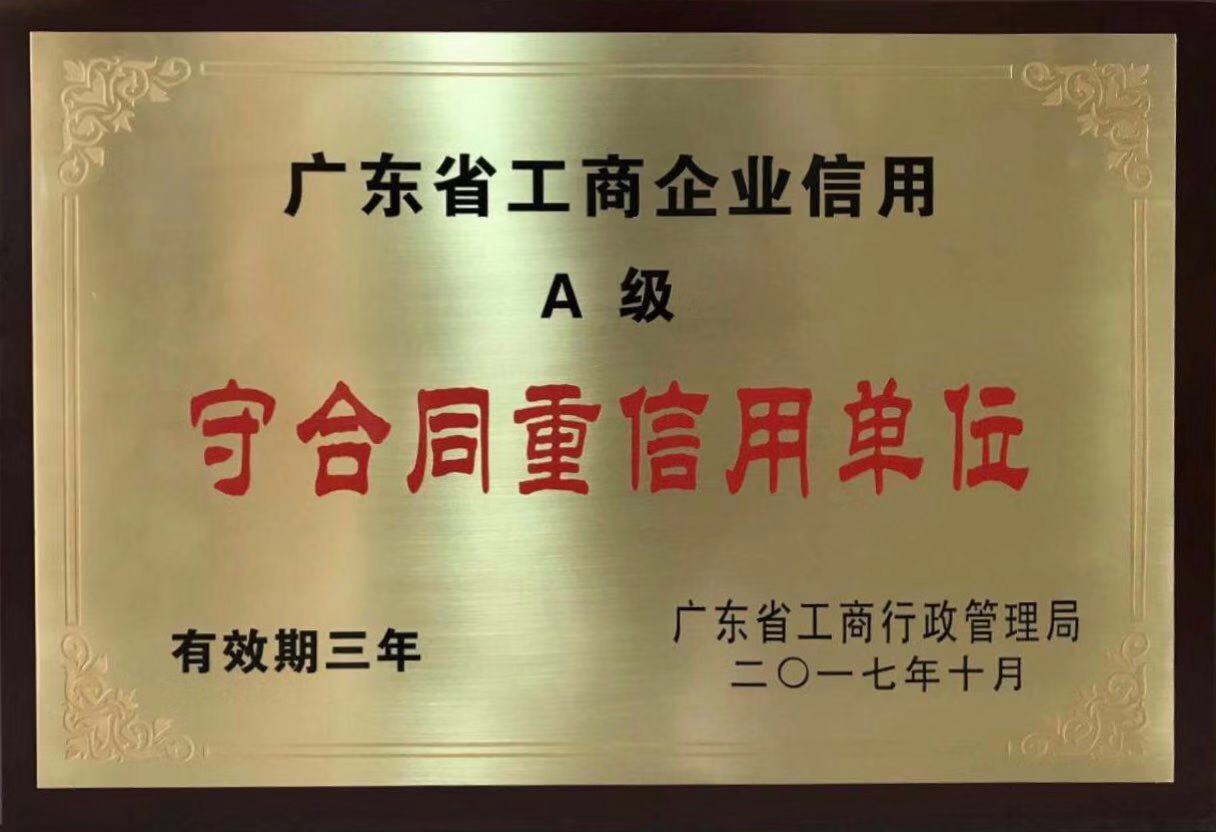 广东省工商企业信用
A 级
守合同重信用单位
有效期三年
广东省工商行政管理局
二〇一七年十月